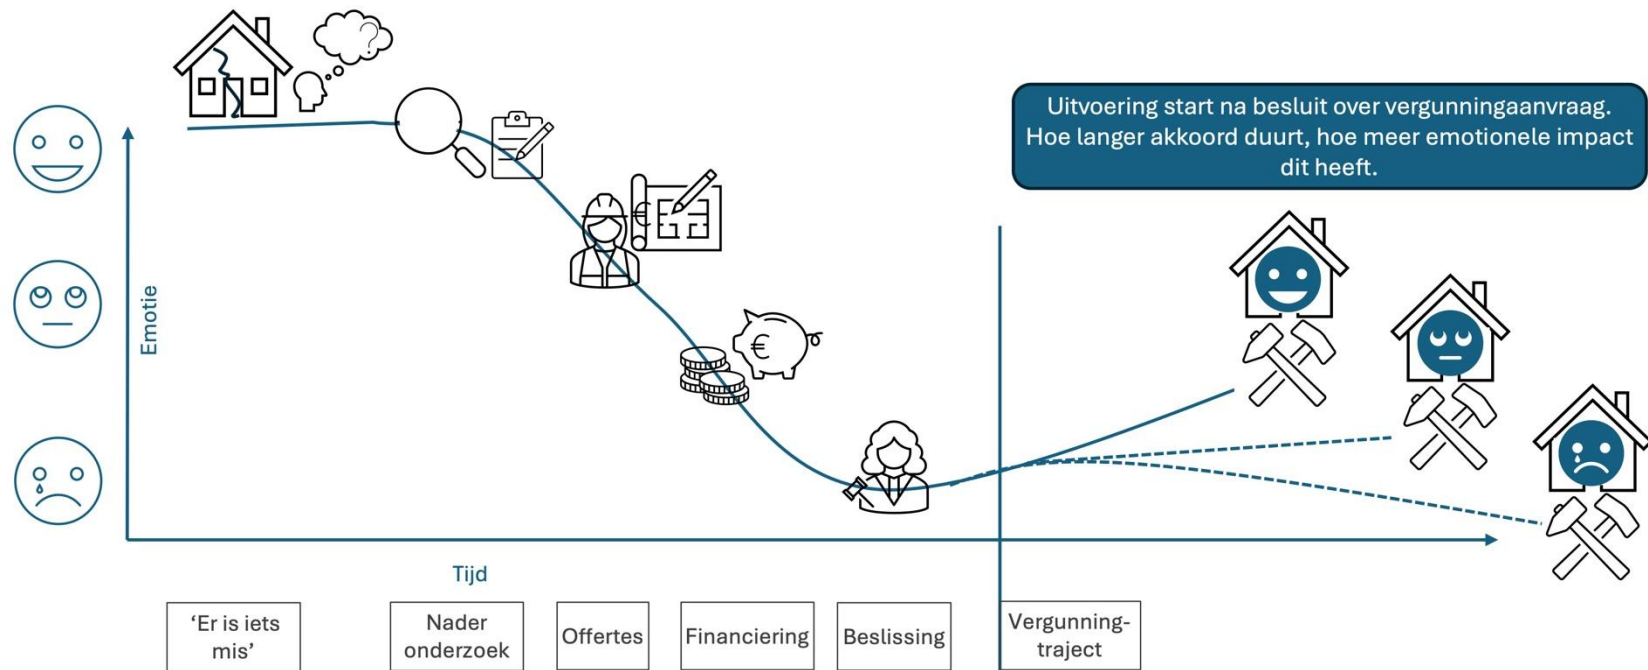 Uitvoering start na besluit over vergunningaanvraag.
Hoe langer akkoord duurt, hoe meer emotionele impact
dit heeft.
Emotie
Tijd
‘Er is iets
mis’
Nader
onderzoek
Offertes
Financiering
Beslissing
Vergunning-
traject